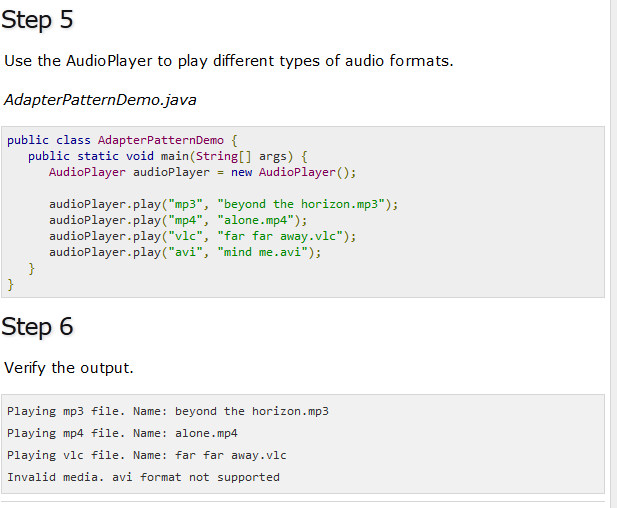 Step 5
Use the AudioPlayer to play different types of audio formats.
AdapterPatternDemo.java
public class AdapterPatternDemo {
   public static void main(String[] args) {
      AudioPlayer audioPlayer = new AudioPlayer();

      audioPlayer.play("mp3", "beyond the horizon.mp3");
      audioPlayer.play("mp4", "alone.mp4");
      audioPlayer.play("vlc", "far far away.vlc");
      audioPlayer.play("avi", "mind me.avi");
   }
}
Step 6
Verify the output.
Playing mp3 file. Name: beyond the horizon.mp3
Playing mp4 file. Name: alone.mp4
Playing vlc file. Name: far far away.vlc
Invalid media. avi format not supported